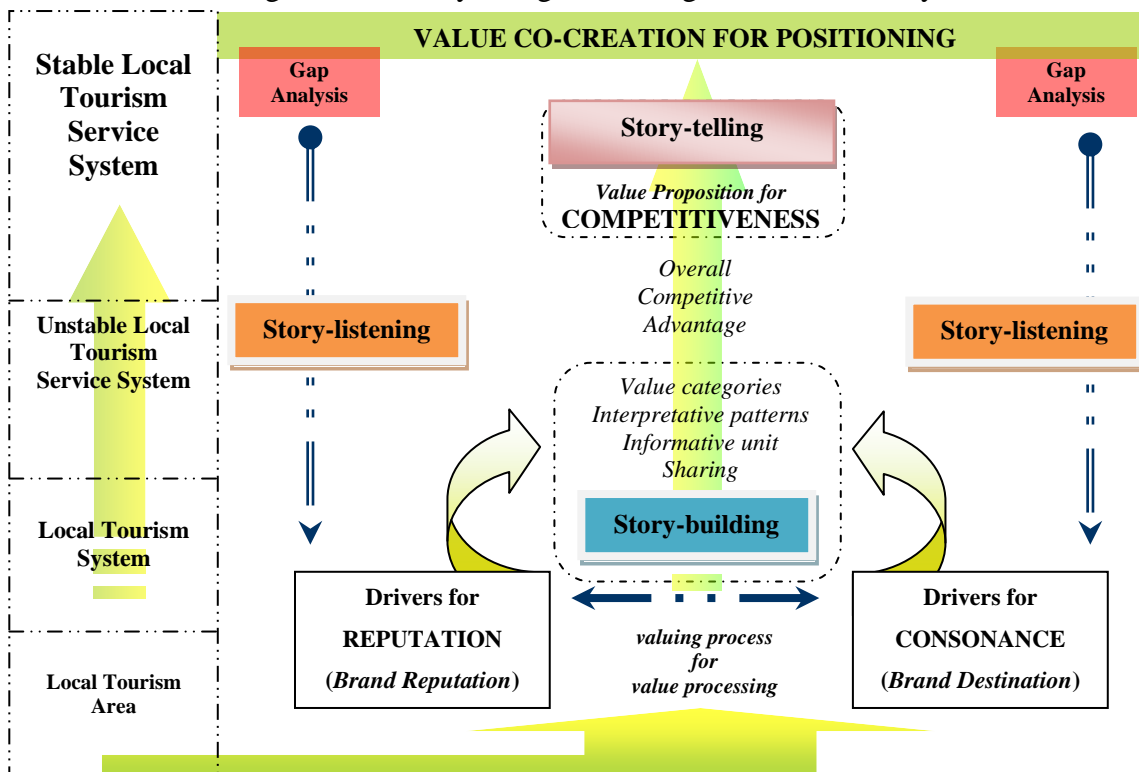 VALUE CO-CREATION FOR POSITIONING
Stable Local
Tourism
Service
System
Gap
Analysis
Gap
Analysis
Story-telling
Value Proposition for
COMPETITIVENESS
Overall
Competitive
Advantage
Unstable Local
Tourism
Service System
Story-listening
Story-listening
Value categories
Interpretative patterns
Informative unit
Sharing
Story-building
Local Tourism
System
Drivers for
REPUTATION
(Brand Reputation)
valuing process
for
value processing
Drivers for
CONSONANCE
(Brand Destination)
Local Tourism
Area